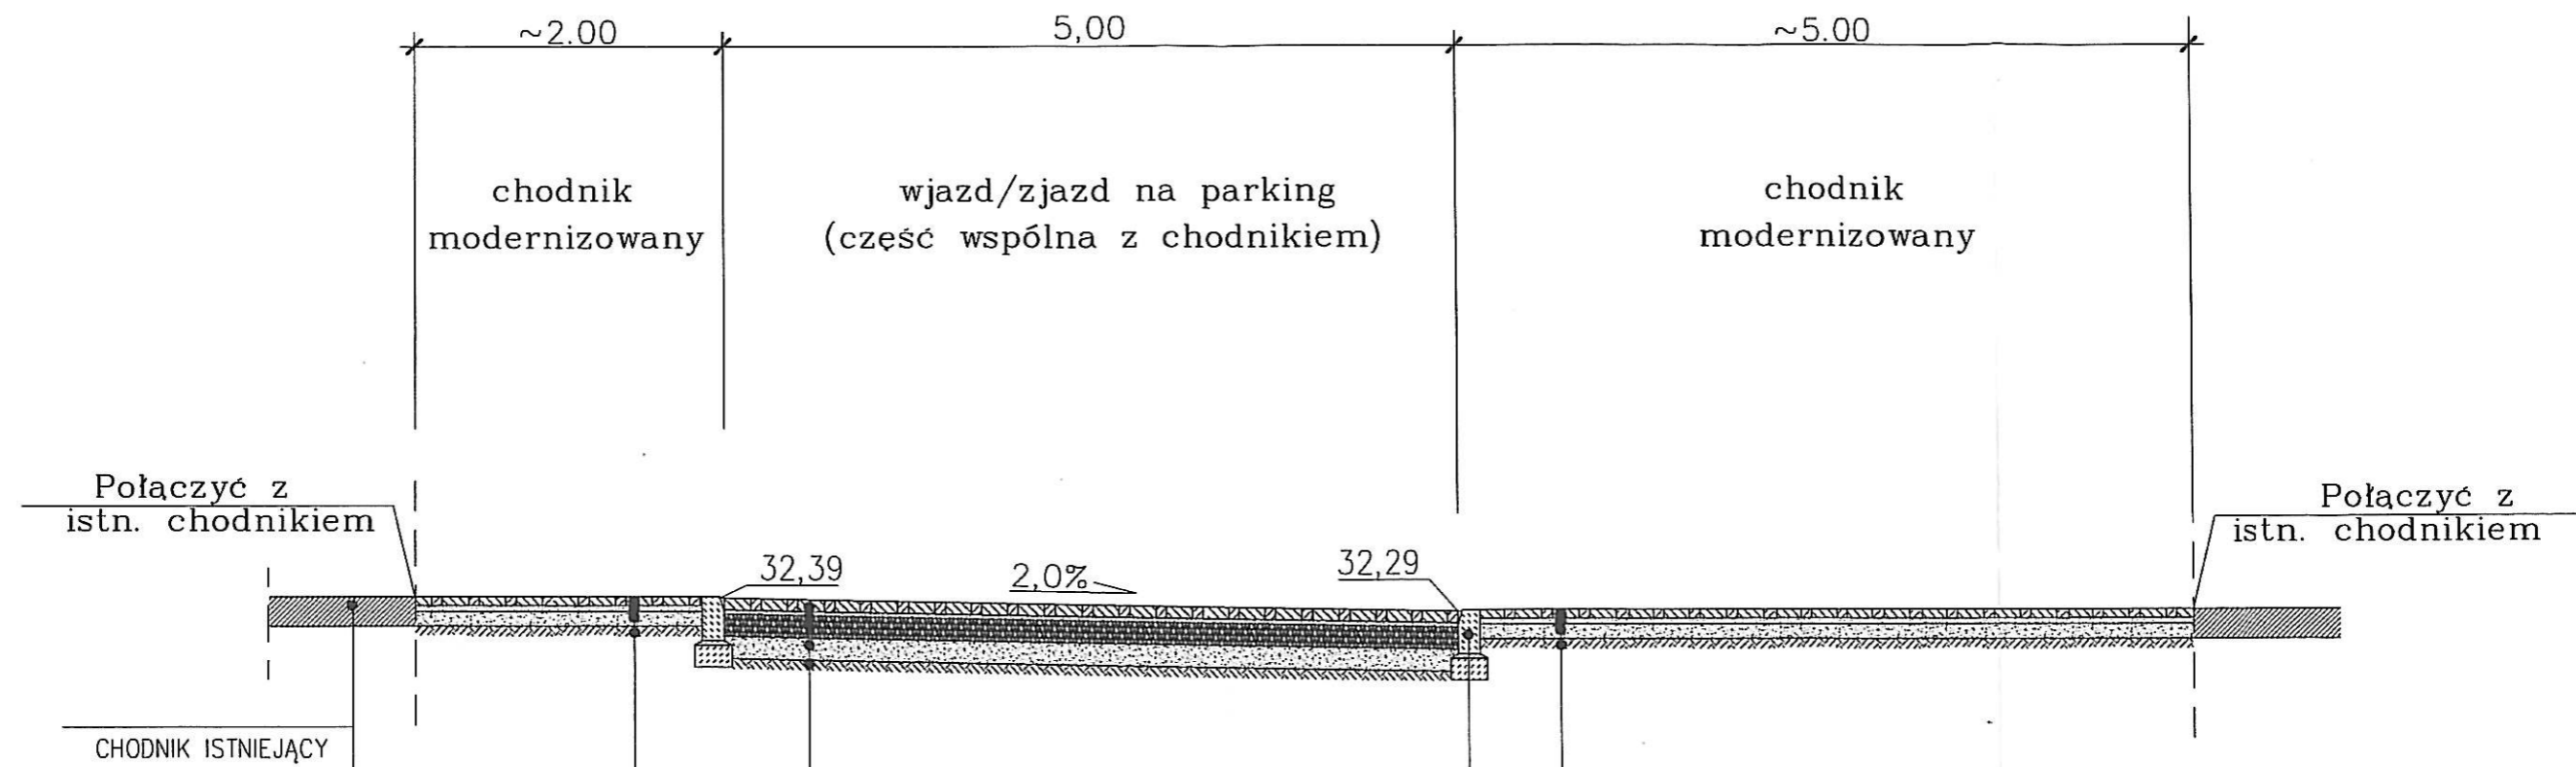 ~2.00
5,00
~5.00
chodnik
modernizowany
wjazd/zjazd na parking
(część wspólna z chodnikiem)
chodnik
modernizowany
Połączyć z
istn. chodnikiem
32,39
2,0%
32,29
Połączyć z
istn. chodnikiem
CHODNIK ISTNIEJĄCY